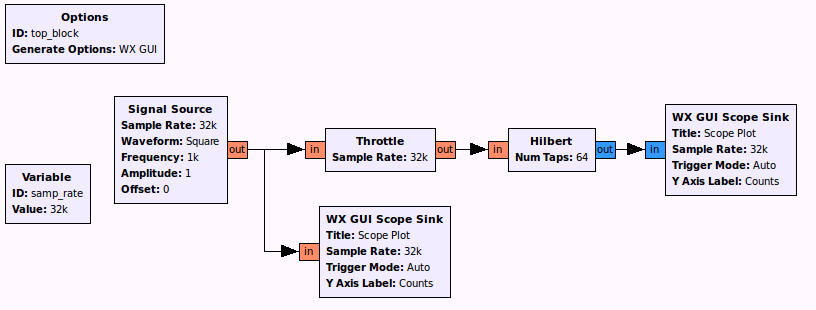 Options
ID: top_block
Generate Options: WX GUI
Signal Source
Sample Rate: 32k
Waveform: Square
Frequency: 1k
Amplitude: 1
Offset: 0
out
in
Throttle
Sample Rate: 32k
out
in
Hilbert
Num Taps: 64
out
in
WX GUI Scope Sink
Title: Scope Plot
Sample Rate: 32k
Trigger Mode: Auto
Y Axis Label: Counts
Variable
ID: samp_rate
Value: 32k
in
WX GUI Scope Sink
Title: Scope Plot
Sample Rate: 32k
Trigger Mode: Auto
Y Axis Label: Counts